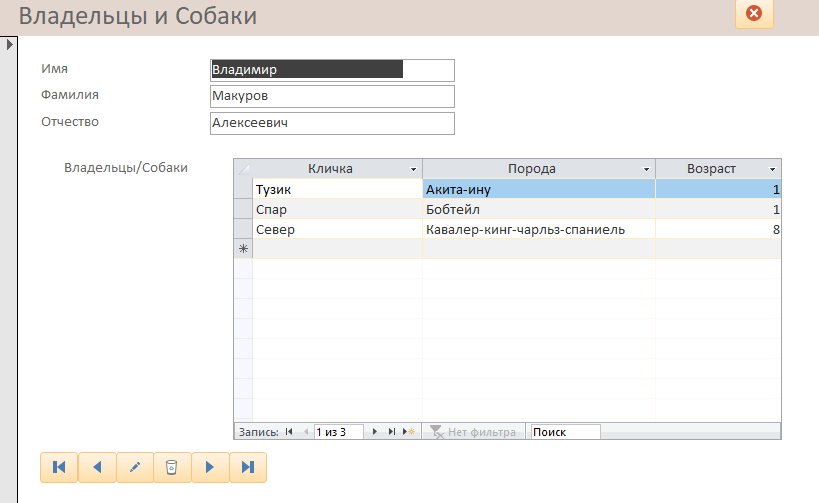 Владельцы и Собаки
Имя Владимир
Фамилия Макуров
Отчество Алексеевич
Владельцы/Собаки
Кличка Порода Возраст
Тузик Акита-ину 1
Спар Бобтейл 1
Север Кавалер-кинг-чарльз-спаниель 8
Запись: 1 из 3 Нет фильтра Поиск